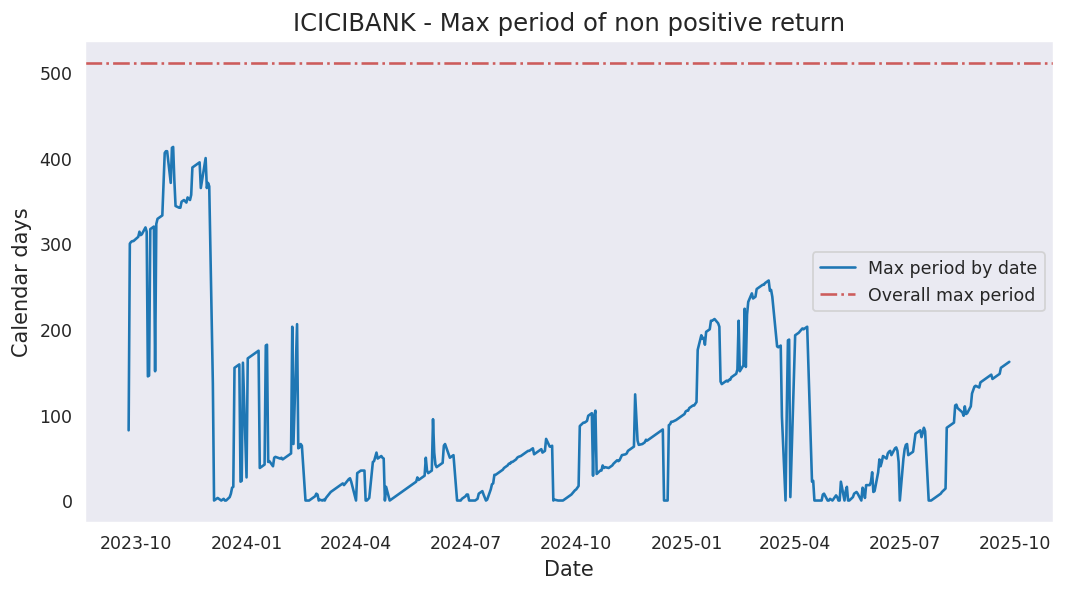 ICICIBANK - Max period of non positive return
Calendar days
500
400
300
200
100
0
Max period by date
Overall max period
2023-10 2024-01 2024-04 2024-07 2024-10 2025-01 2025-04 2025-07 2025-10
Date